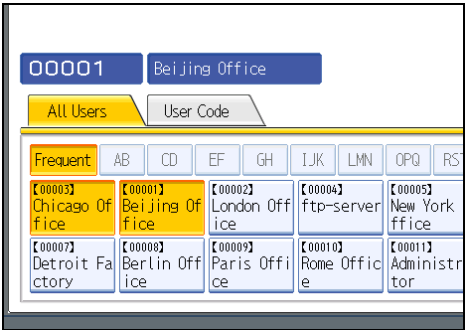 00001 Beijing Office
All Users User Code
Frequent AB CD EF GH IJK LMN OPQ RST
【00003】 【00001】 【00002】 【00004】 【00005】
Chicago Of Beijing Of London Off ftp-server New York
fice fice ice ffice
【00007】 【00008】 【00009】 【00010】 【00011】
Detroit Fa Berlin Off Paris Offi Rome Offic Administr
ctory ice ce e tor